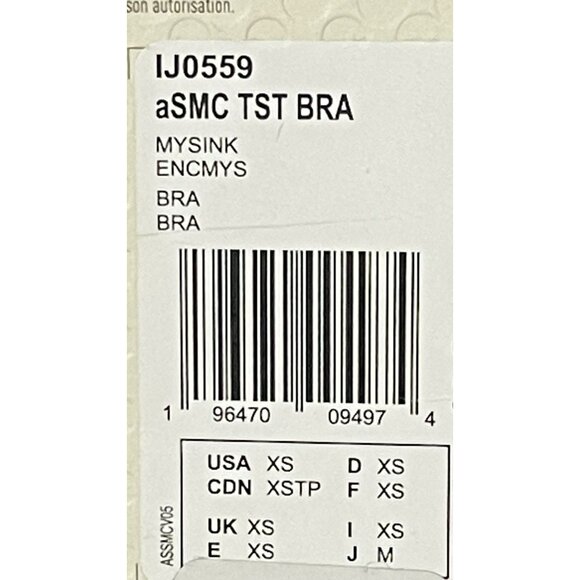 son autorisation.
IJ0559
aSMC TST BRA
MYSINK
ENCMYS
BRA
BRA
1 96470 09497 4
USA XS D XS
CDN XSTP F XS
UK XS I XS
E XS J M
ASSMCV05